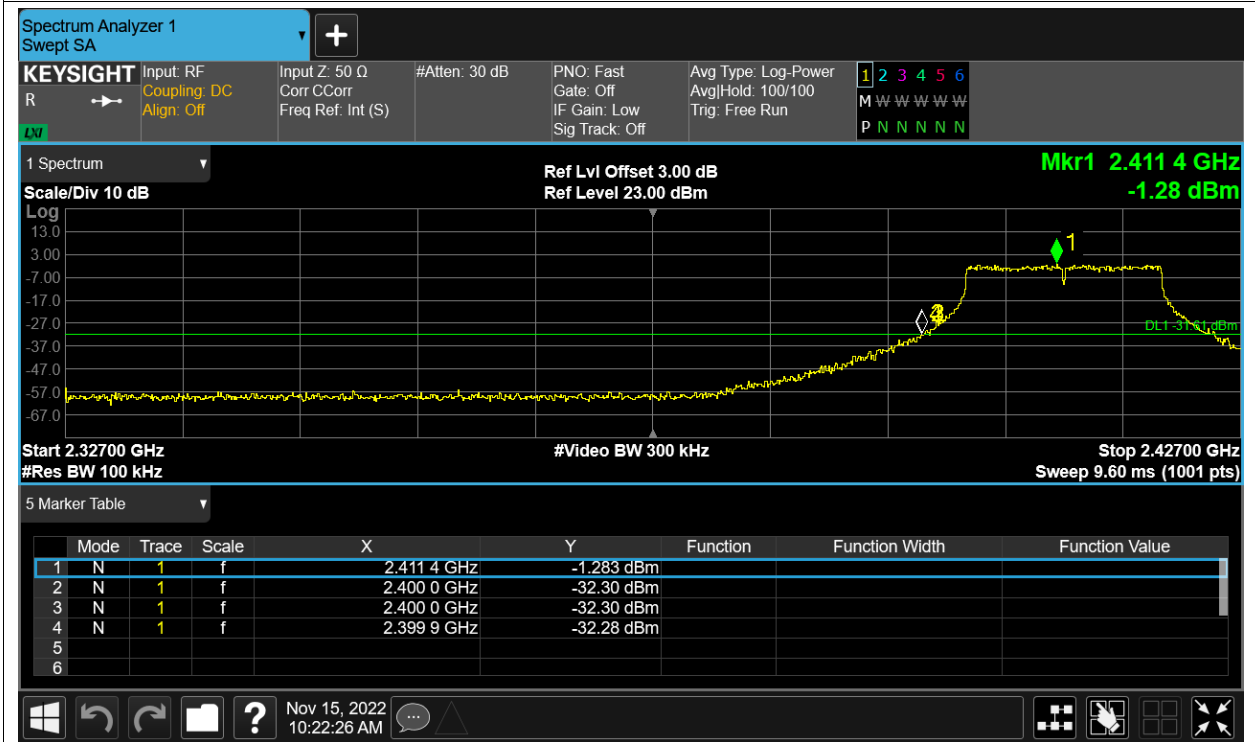 Spectrum Analyzer 1
Swept SA
+
KEYSIGHT Input: RF Input Z: 50 Ω #Atten: 30 dB PNO: Fast Avg Type: Log-Power 1 2 3 4 5 6
R Coupling: DC Corr CCorr Gate: Off Avg|Hold: 100/100 M W W W W W
Align: Off Freq Ref: Int (S) IF Gain: Low Trig: Free Run
LXI Sig Track: Off P N N N N N
1 Spectrum Ref Lvl Offset 3.00 dB Mkr1 2.411 4 GHz
Scale/Div 10 dB Ref Level 23.00 dBm -1.28 dBm
Log
13.0
1
3.00
-7.00
-17.0
-27.0
DL1 -31.61 dBm
-37.0
-47.0
-57.0
-67.0
Start 2.32700 GHz #Video BW 300 kHz Stop 2.42700 GHz
#Res BW 100 kHz Sweep 9.60 ms (1001 pts)
5 Marker Table
Mode Trace Scale X Y Function Function Width Function Value
1 N 1 f 2.411 4 GHz -1.283 dBm
2 N 1 f 2.400 0 GHz -32.30 dBm
3 N 1 f 2.400 0 GHz -32.30 dBm
4 N 1 f 2.399 9 GHz -32.28 dBm
5
6
? Nov 15, 2022
10:22:26 AM